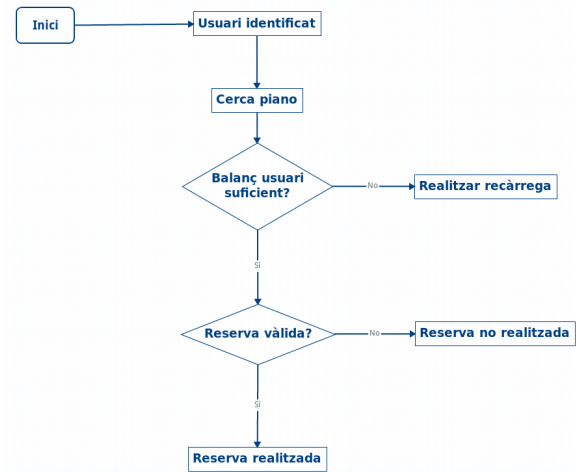 Inici
Usuari identificat
Cerca piano
Balanç usuari
suficient?
No
Realitzar recàrrega
Sí
Reserva vàlida?
No
Reserva no realitzada
Sí
Reserva realitzada